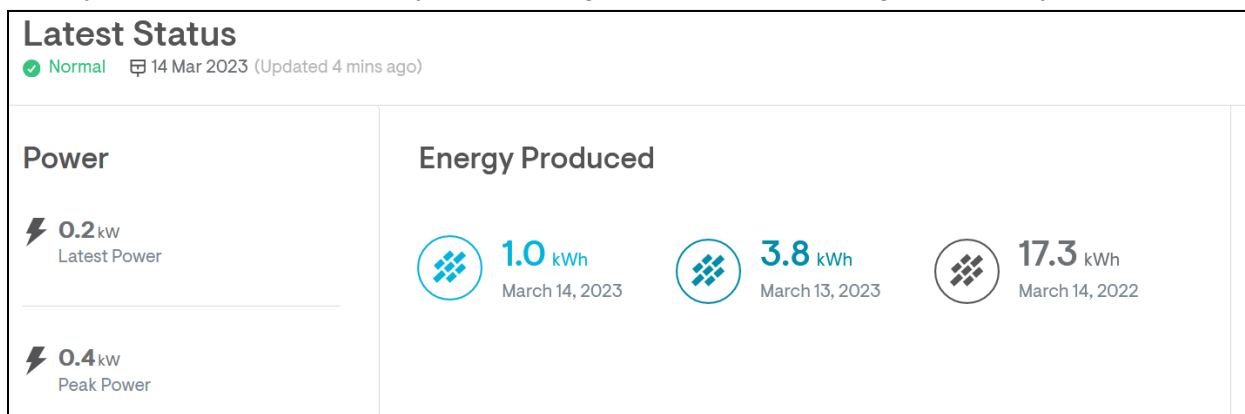 Latest Status
Normal 14 Mar 2023 (Updated 4 mins ago)
Power
0.2 kW
Latest Power
0.4 kW
Peak Power
Energy Produced
1.0 kWh
March 14, 2023
3.8 kWh
March 13, 2023
17.3 kWh
March 14, 2022